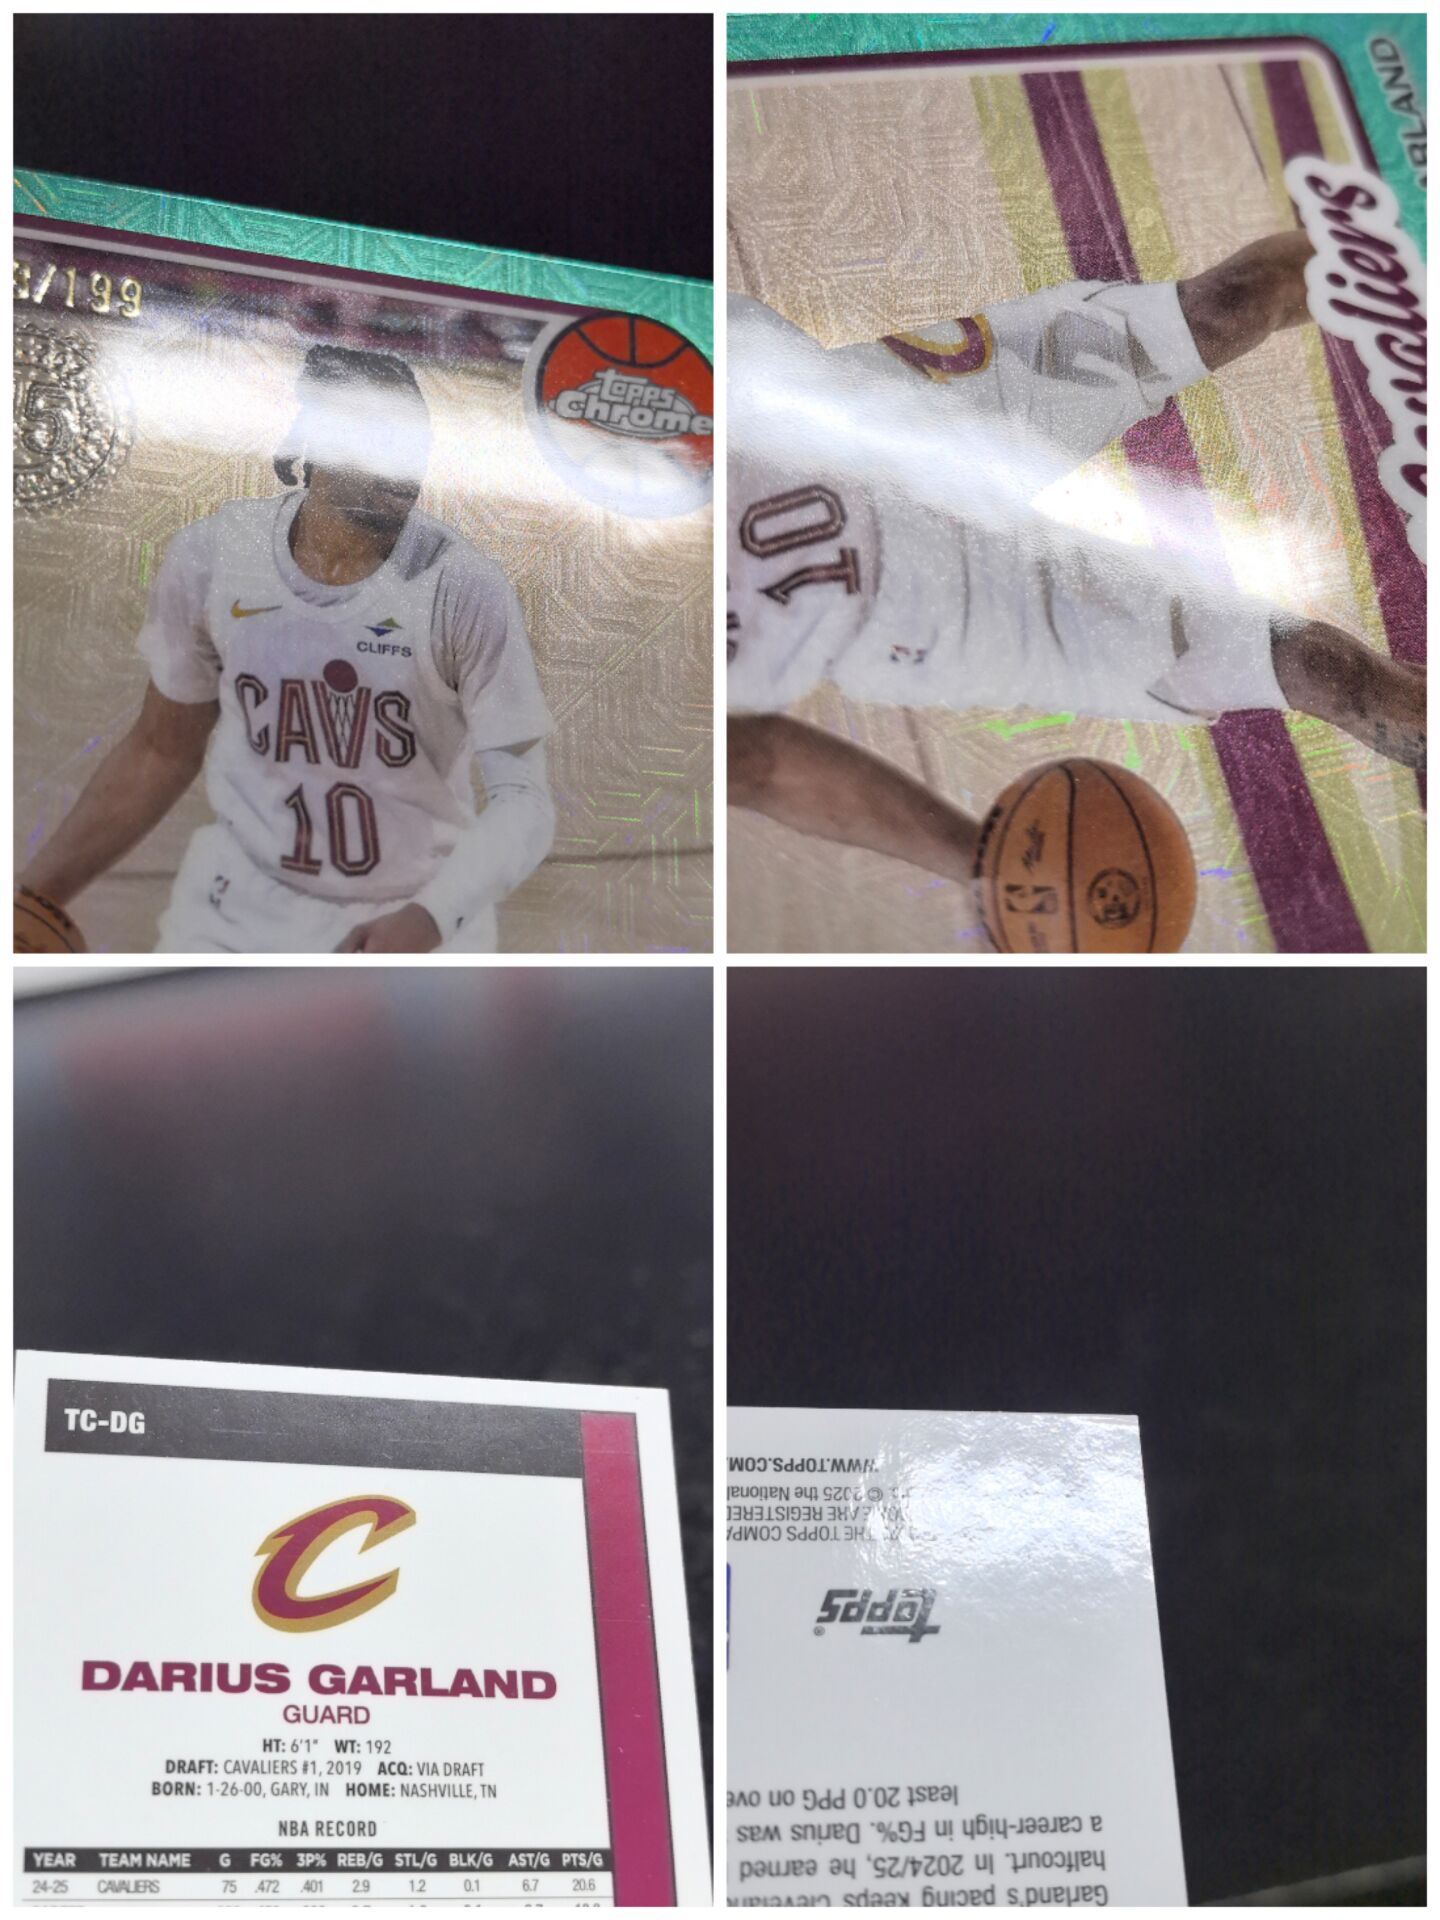 9/199
75
topps
Chrome
CLIFFS
CAVS
10
LAND
Cavaliers
10
TC-DG
C
DARIUS GARLAND
GUARD
HT: 6'1" WT: 192
DRAFT: CAVALIERS #1, 2019 ACQ: VIA DRAFT
BORN: 1-26-00, GARY, IN HOME: NASHVILLE, TN
NBA RECORD
YEAR TEAM NAME G FG% 3P% REB/G STL/G BLK/G AST/G PTS/G
24-25 CAVALIERS 75 .472 .401 2.9 1.2 0.1 6.7 20.6
Garland's pacing keeps Clevelan
halfcourt. In 2024/25, he earned
a career-high in FG%. Darius was
least 20.0 PPG on ove
topps®
THE TOPPS COMPA
ARE REGISTERED
© 2025 the National
WWW.TOPPS.COM.